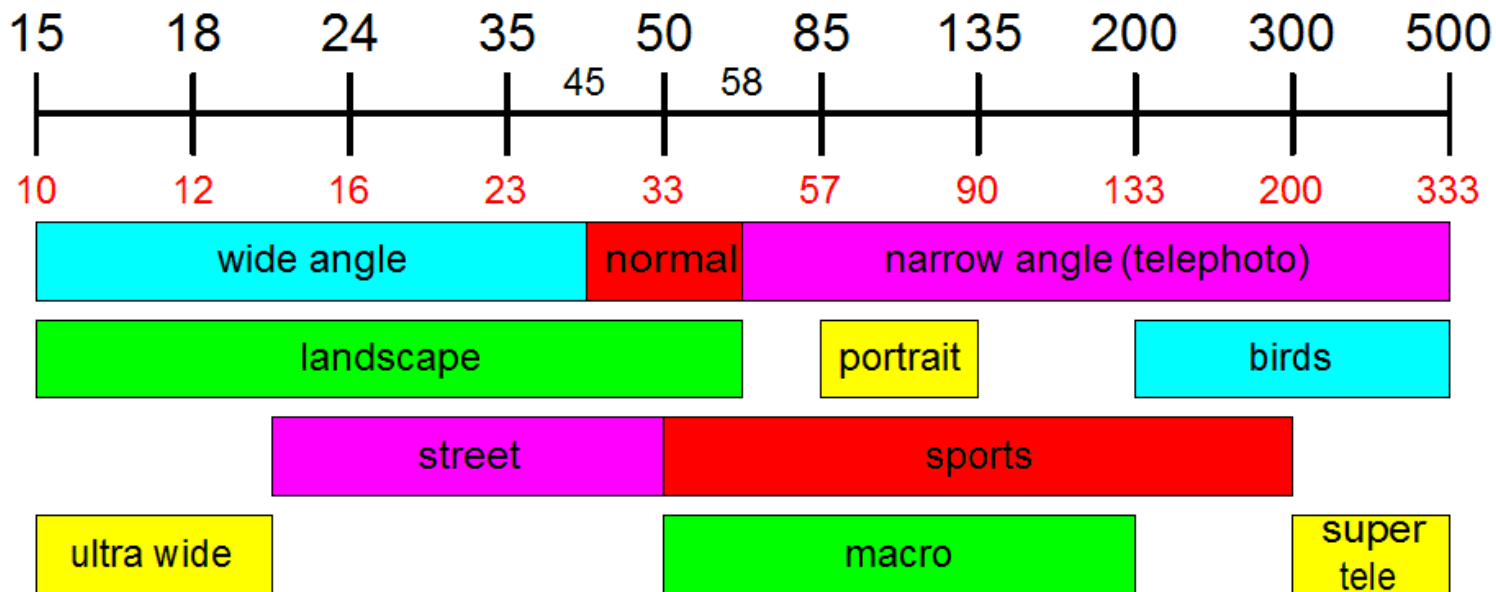 15 18 24 35 50 85 135 200 300 500
45 58
10 12 16 23 33 57 90 133 200 333
wide angle normal narrow angle (telephoto)
landscape portrait birds
street sports
ultra wide macro super
tele